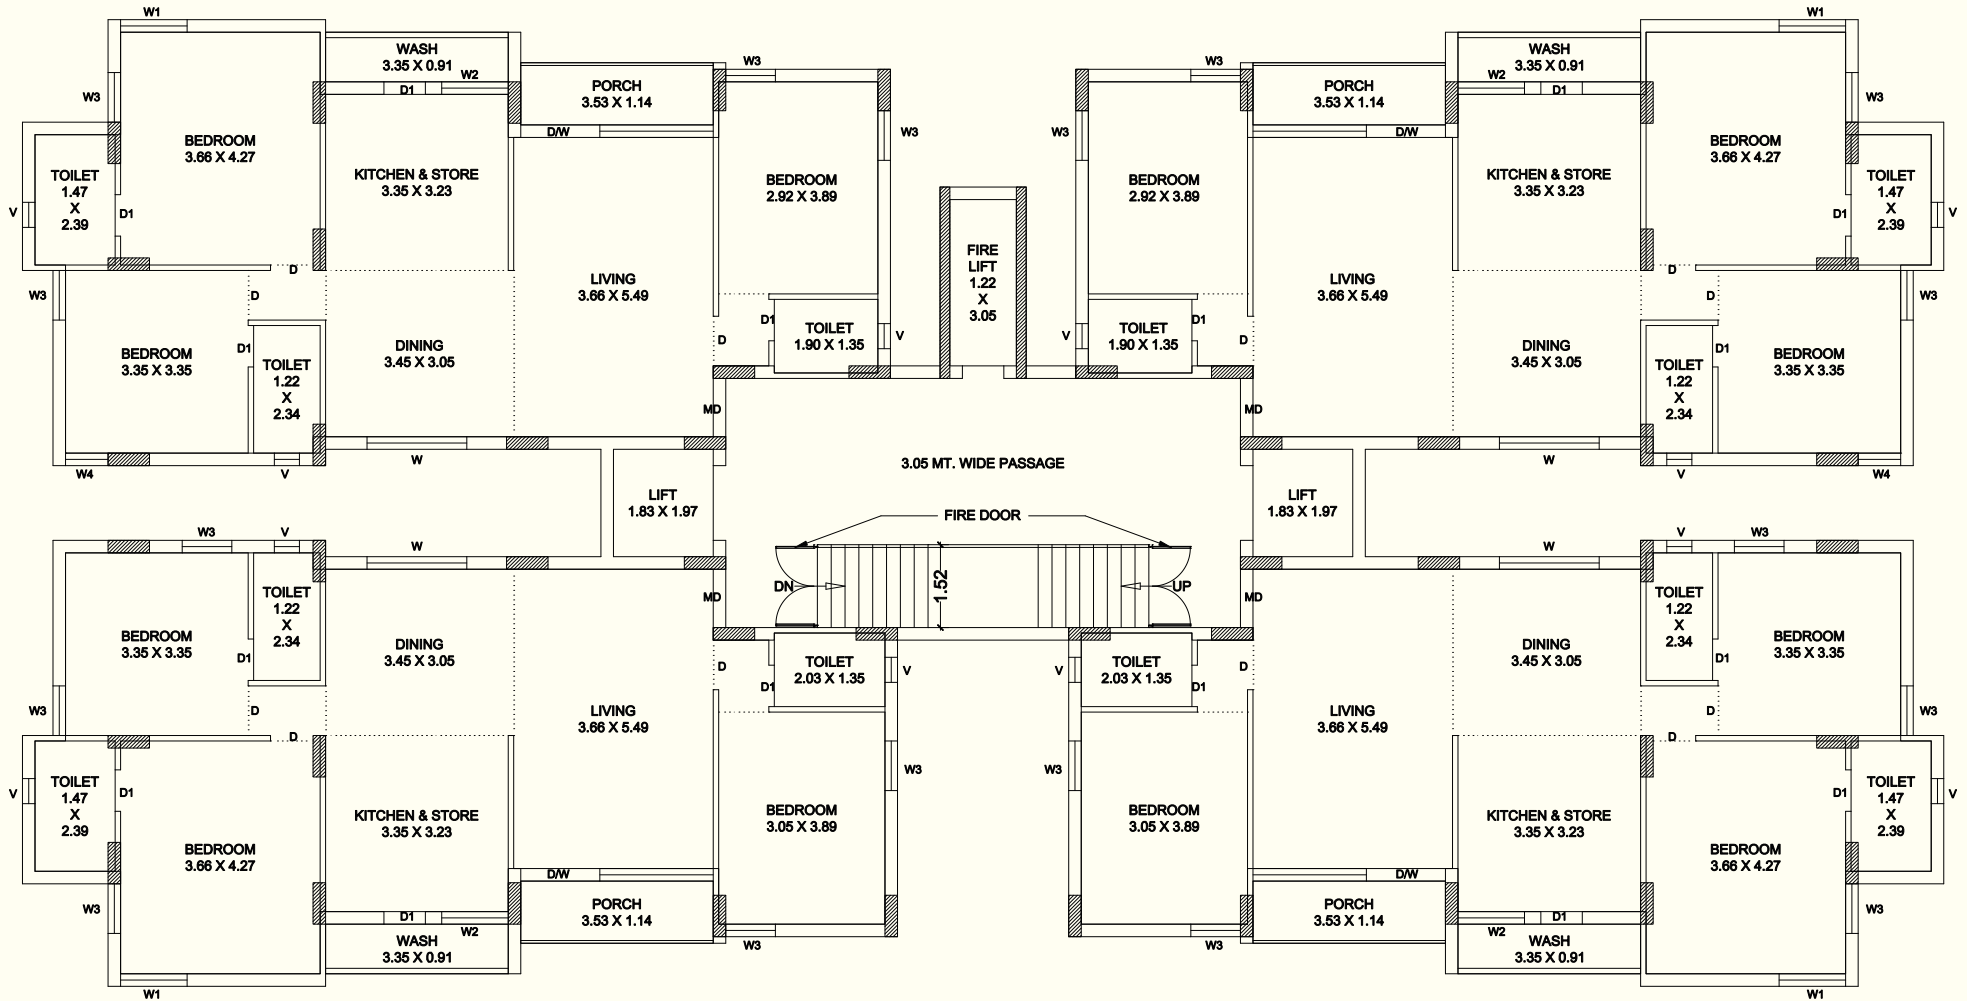 W1
W1
WASH
3.35 X 0.91
WASH
3.35 X 0.91
W3
W3
W2
W2
PORCH
3.53 X 1.14
PORCH
3.53 X 1.14
D1
D1
W3
W3
D/W
D/W
W3
W3
BEDROOM
3.66 X 4.27
BEDROOM
3.66 X 4.27
TOILET
1.47
X
2.39
KITCHEN & STORE
3.35 X 3.23
BEDROOM
2.92 X 3.89
BEDROOM
2.92 X 3.89
KITCHEN & STORE
3.35 X 3.23
TOILET
1.47
X
2.39
V
D1
D1
V
FIRE
LIFT
1.22
X
3.05
D
D
LIVING
3.66 X 5.49
LIVING
3.66 X 5.49
W3
D
D
W3
D1
TOILET
1.90 X 1.35
V
V
TOILET
1.90 X 1.35
D1
D
D
BEDROOM
3.35 X 3.35
D1
TOILET
1.22
X
2.34
DINING
3.45 X 3.05
DINING
3.45 X 3.05
TOILET
1.22
X
2.34
D1
BEDROOM
3.35 X 3.35
MD
MD
W4
V
W
3.05 MT. WIDE PASSAGE
W
V
W4
LIFT
1.83 X 1.97
LIFT
1.83 X 1.97
FIRE DOOR
W3
V
W
W
V
W3
DN
1.52
UP
MD
MD
TOILET
1.22
X
2.34
TOILET
1.22
X
2.34
BEDROOM
3.35 X 3.35
D1
DINING
3.45 X 3.05
DINING
3.45 X 3.05
D1
BEDROOM
3.35 X 3.35
D
D1
TOILET
2.03 X 1.35
V
V
TOILET
2.03 X 1.35
D1
D
W3
D
D
W3
LIVING
3.66 X 5.49
LIVING
3.66 X 5.49
D
D
W3
W3
V
TOILET
1.47
X
2.39
D1
D1
TOILET
1.47
X
2.39
V
KITCHEN & STORE
3.35 X 3.23
BEDROOM
3.05 X 3.89
BEDROOM
3.05 X 3.89
KITCHEN & STORE
3.35 X 3.23
BEDROOM
3.66 X 4.27
BEDROOM
3.66 X 4.27
D/W
D/W
W3
D1
PORCH
3.53 X 1.14
PORCH
3.53 X 1.14
D1
W3
W2
W2
WASH
3.35 X 0.91
W3
W3
WASH
3.35 X 0.91
W1
W1